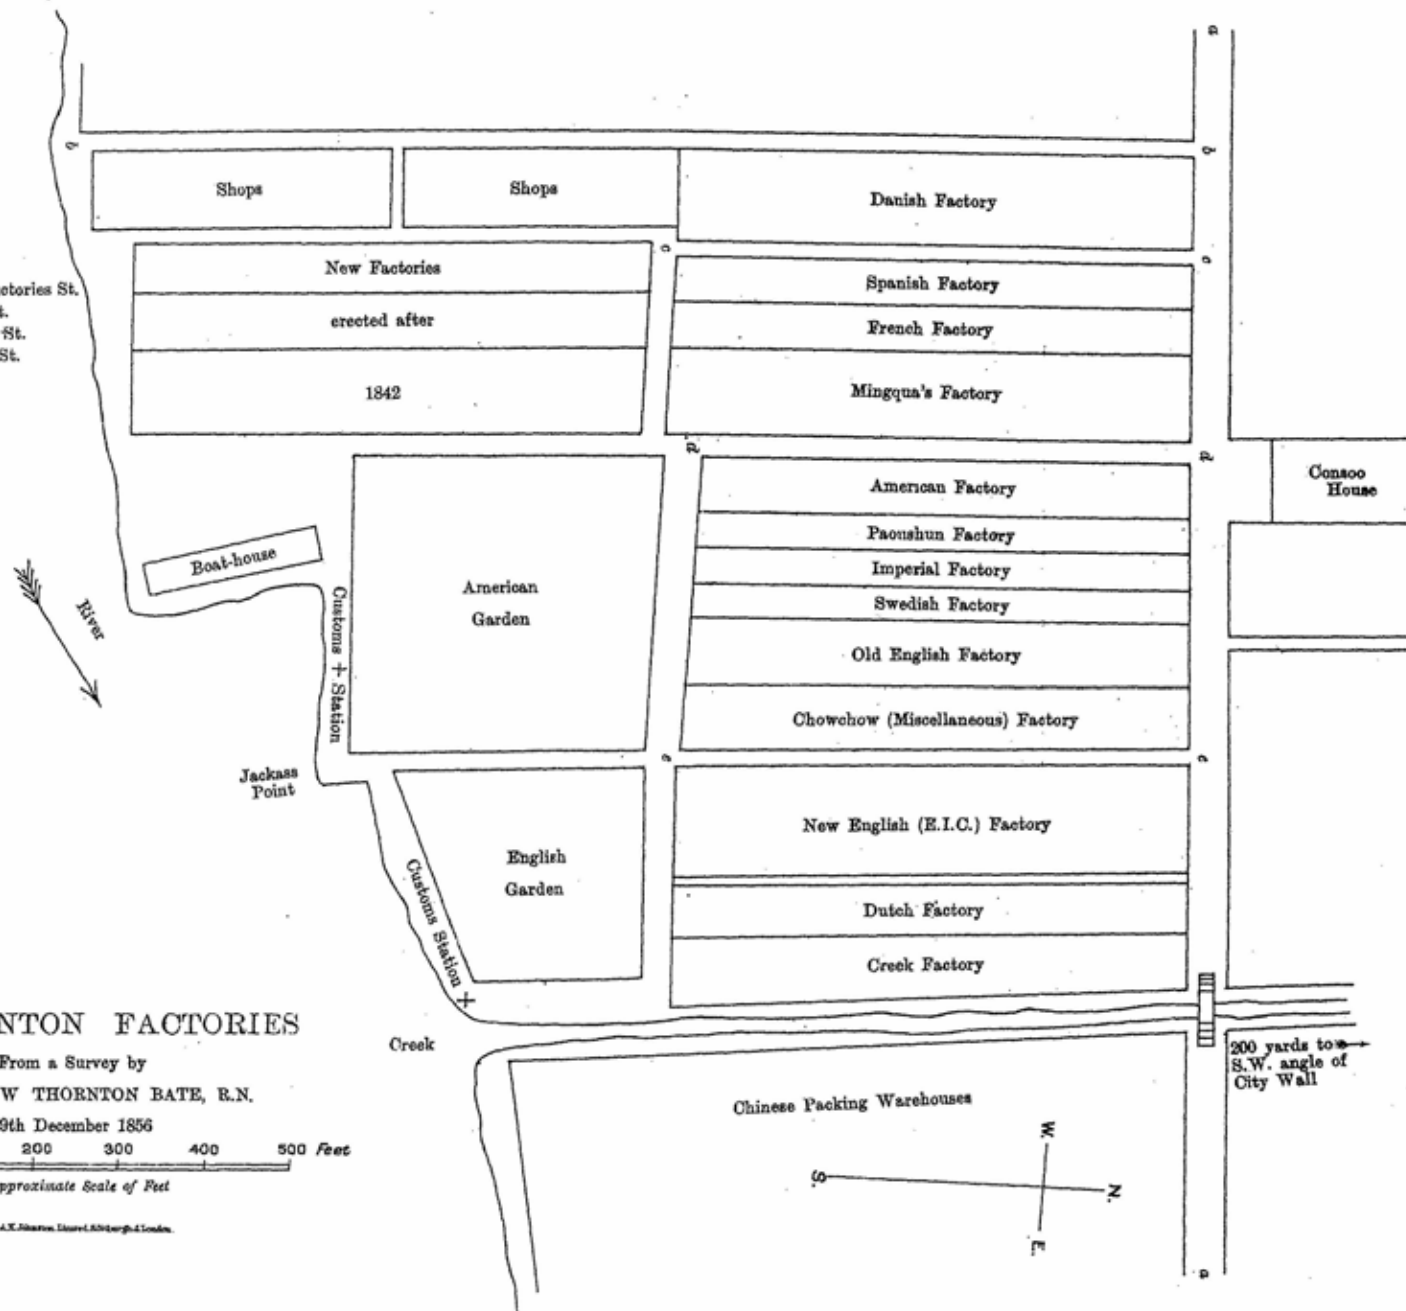 a
b
b
Shops
Shops
Danish Factory
c
c
New Factories
Spanish Factory
ctories St.
t.
erected after
French Factory
St.
St.
1842
Mingqua's Factory
d
d
American Factory
Consoo
House
Paoushun Factory
Boat-house
Imperial Factory
American
Garden
Swedish Factory
River
Customs + Station
Old English Factory
Chowchow (Miscellaneous) Factory
e
e
Jackass
Point
New English (E.I.C.) Factory
English
Garden
Customs Station +
Dutch Factory
Creek Factory
NTON FACTORIES
From a Survey by
W THORNTON BATE, R.N.
9th December 1856
200 300 400 500 Feet
pproximate Scale of Feet
Creek
200 yards to
S.W. angle of
City Wall
Chinese Packing Warehouses
W.
S.
N.
E.
a